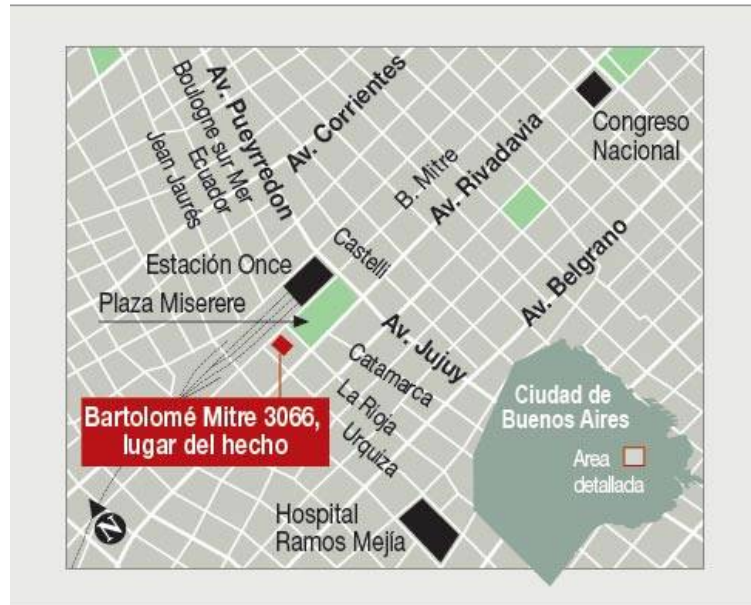 Av. Pueyrredon
Boulogne sur Mer
Ecuador
Jean Jaurés
Av. Corrientes
B. Mitre
Av. Rivadavia
Congreso
Nacional
Castelli
Estación Once
Plaza Miserere
Av. Belgrano
Av. Jujuy
Catamarca
La Rioja
Urquiza
Bartolomé Mitre 3066,
lugar del hecho
Ciudad de
Buenos Aires
Area
detallada
Hospital
Ramos Mejía
N